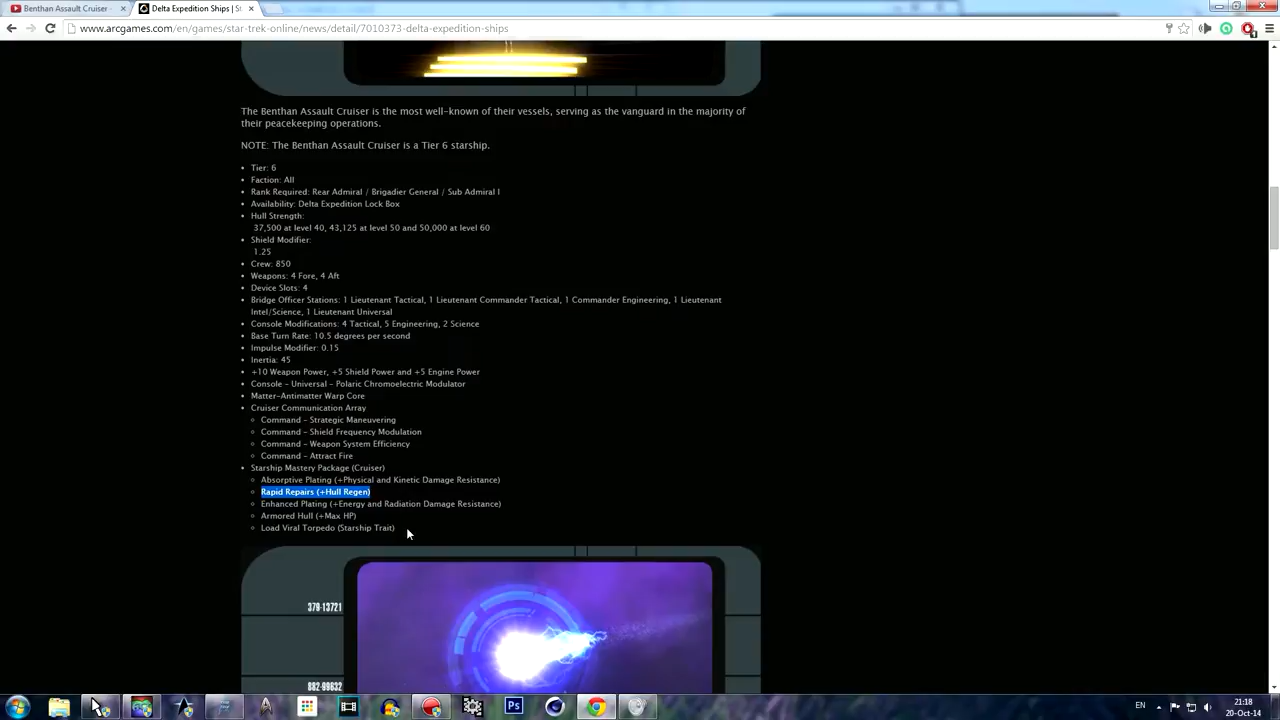 Benthan Assault Cruiser -
Delta Expedition Ships | St
www.arcgames.com/en/games/star-trek-online/news/detail/7010373-delta-expedition-ships
The Benthan Assault Cruiser is the most well-known of their vessels, serving as the vanguard in the majority of
their peacekeeping operations.
NOTE: The Benthan Assault Cruiser is a Tier 6 starship.
Tier: 6
Faction: All
Rank Required: Rear Admiral / Brigadier General / Sub Admiral I
Availability: Delta Expedition Lock Box
Hull Strength:
37,500 at level 40, 43,125 at level 50 and 50,000 at level 60
Shield Modifier:
1.25
Crew: 850
Weapons: 4 Fore, 4 Aft
Device Slots: 4
Bridge Officer Stations: 1 Lieutenant Tactical, 1 Lieutenant Commander Tactical, 1 Commander Engineering, 1 Lieutenant
Intel/Science, 1 Lieutenant Universal
Console Modifications: 4 Tactical, 5 Engineering, 2 Science
Base Turn Rate: 10.5 degrees per second
Impulse Modifier: 0.15
Inertia: 45
+10 Weapon Power, +5 Shield Power and +5 Engine Power
Console – Universal – Polaric Chromoelectric Modulator
Matter-Antimatter Warp Core
Cruiser Communication Array
Command – Strategic Maneuvering
Command – Shield Frequency Modulation
Command – Weapon System Efficiency
Command – Attract Fire
Starship Mastery Package (Cruiser)
Absorptive Plating (+Physical and Kinetic Damage Resistance)
Rapid Repairs (+Hull Regen)
Enhanced Plating (+Energy and Radiation Damage Resistance)
Armored Hull (+Max HP)
Load Viral Torpedo (Starship Trait)
379-13721
882-99632
Ps
EN
21:18
20-Oct-14